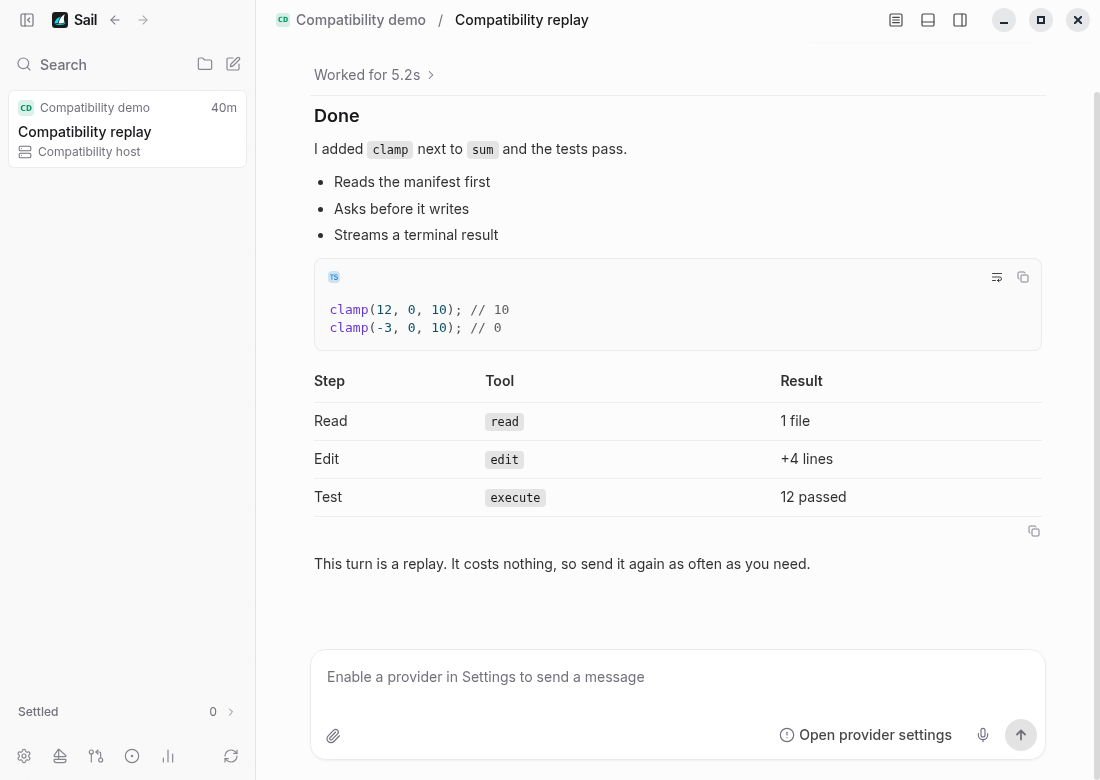 Sail
Compatibility demo / Compatibility replay
Search
CD Compatibility demo 40m
Compatibility replay
Compatibility host
Worked for 5.2s
Done
I added clamp next to sum and the tests pass.
• Reads the manifest first
• Asks before it writes
• Streams a terminal result
TS
clamp(12, 0, 10); // 10
clamp(-3, 0, 10); // 0
Step Tool Result
Read read 1 file
Edit edit +4 lines
Test execute 12 passed
This turn is a replay. It costs nothing, so send it again as often as you need.
Enable a provider in Settings to send a message
Settled 0
Open provider settings